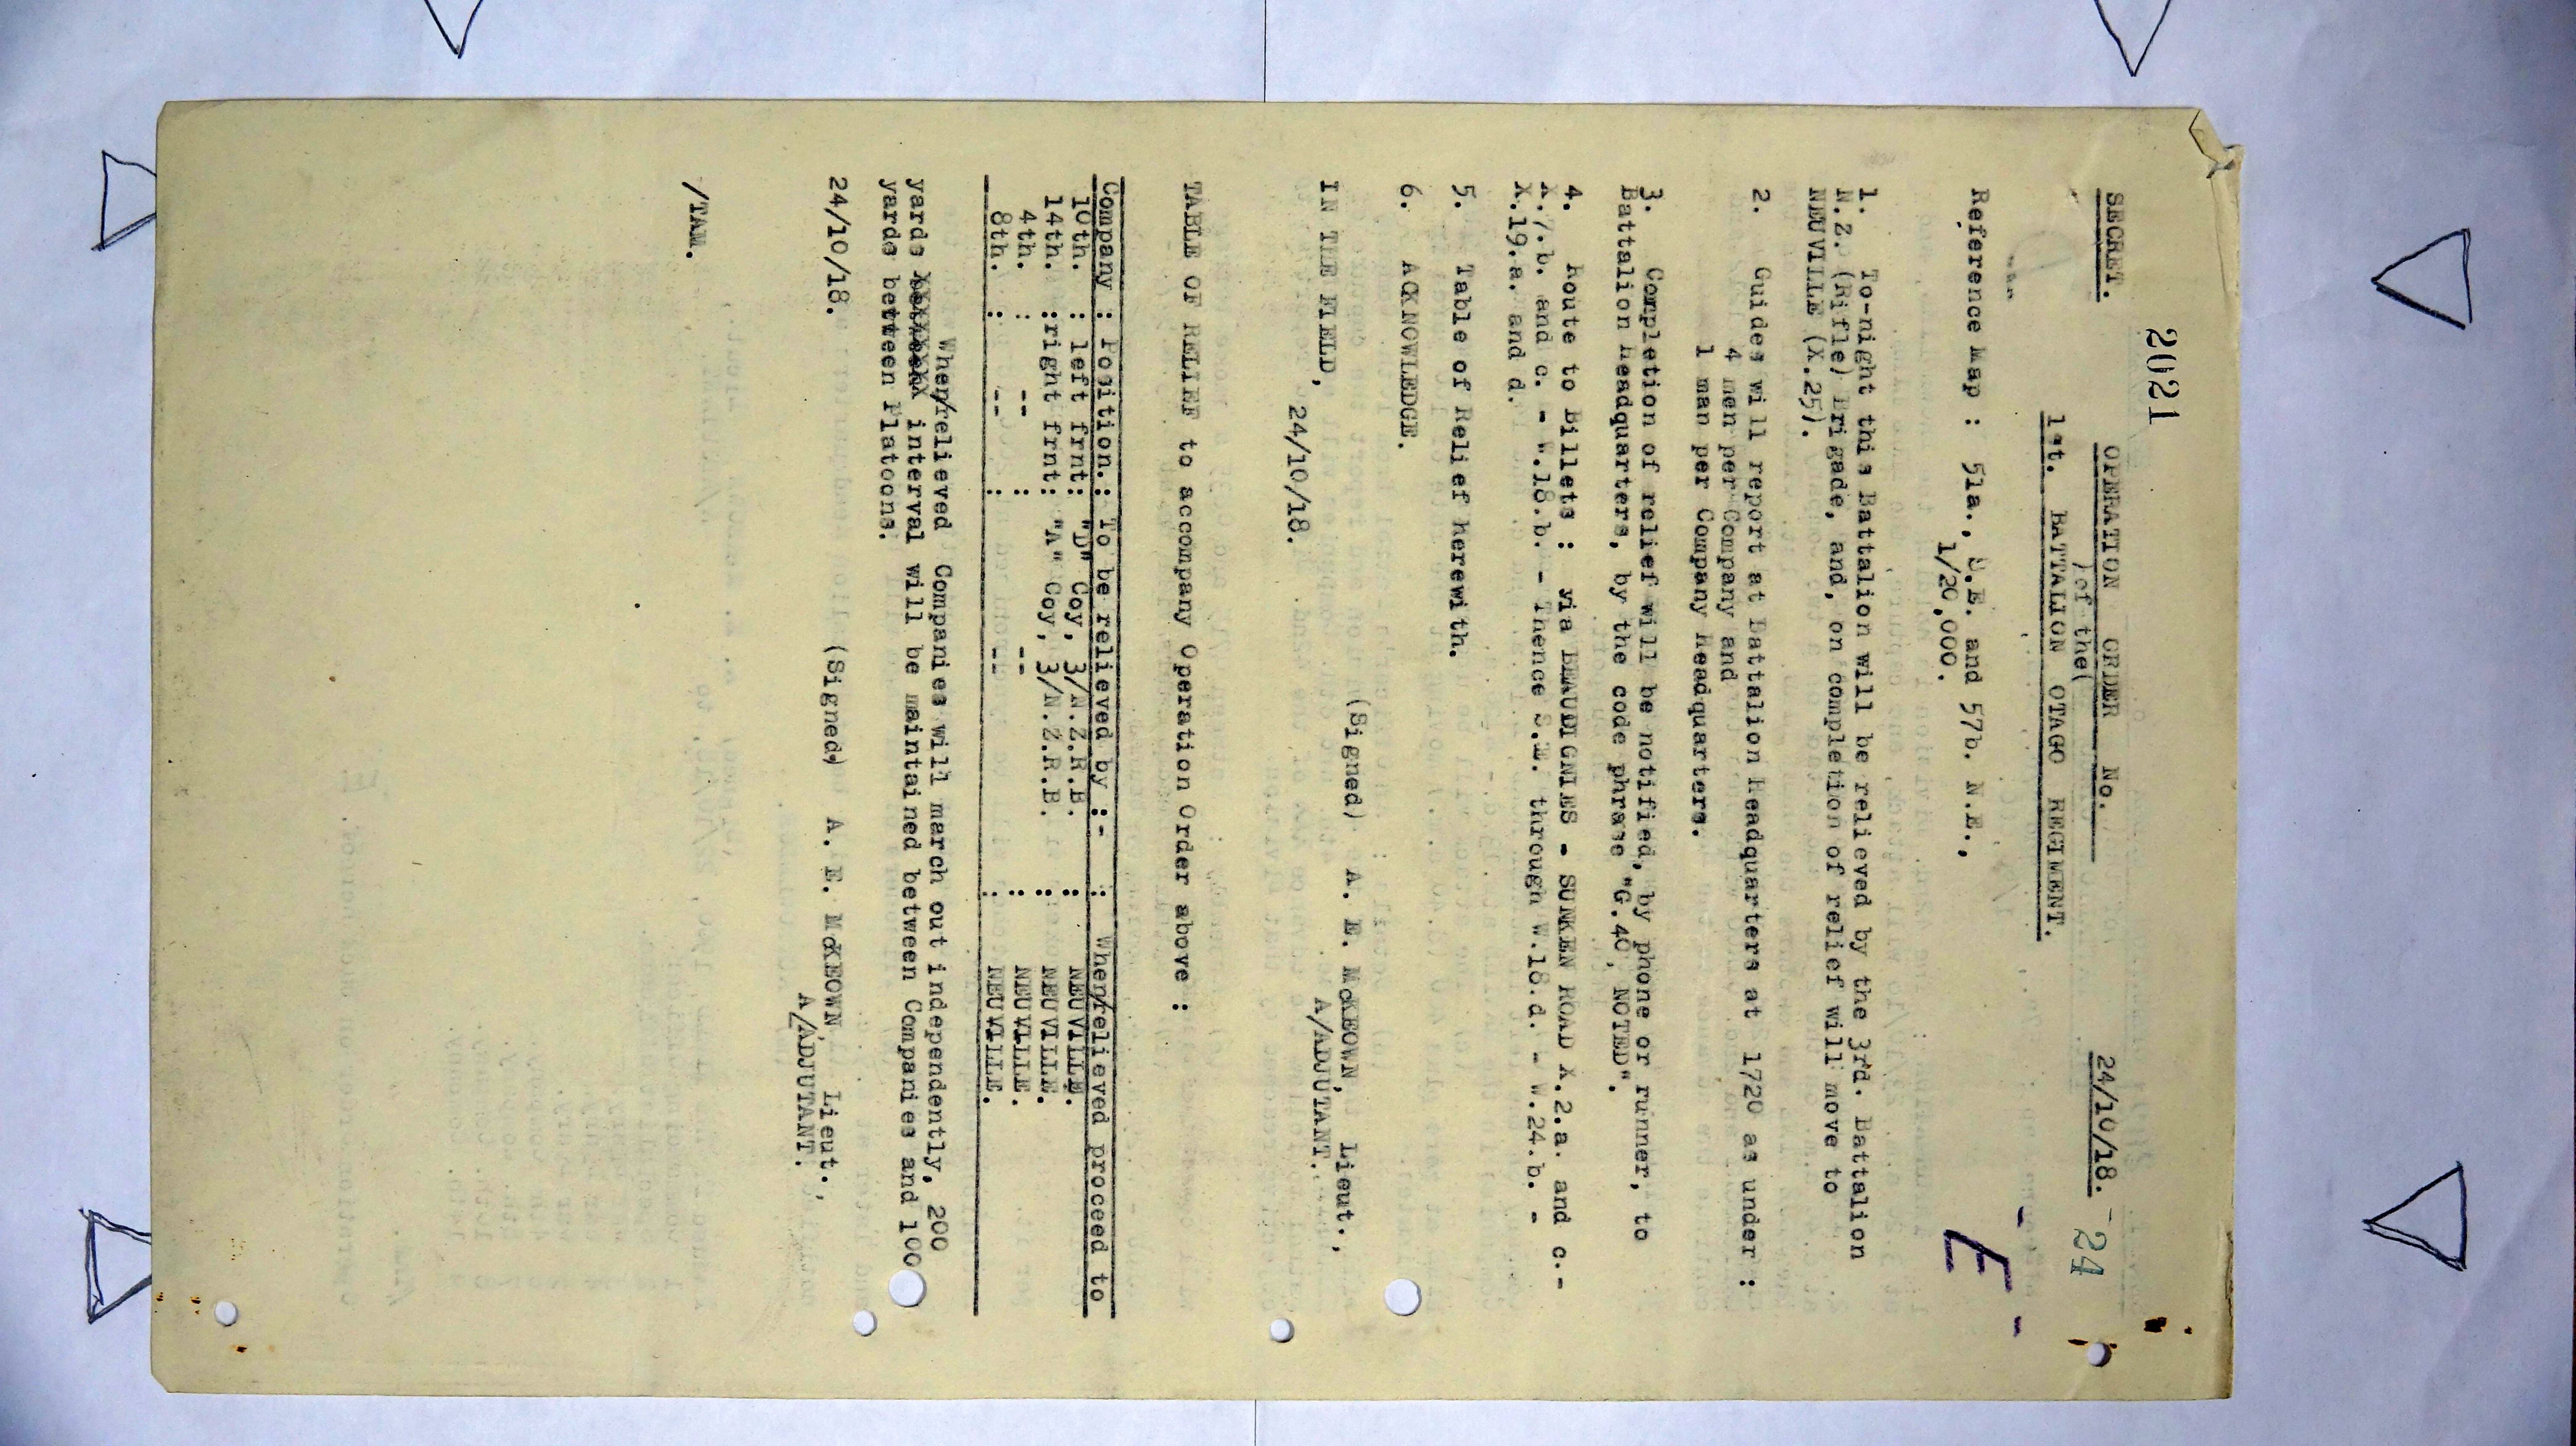 2021
SECRET. OPERATION ORDER No. 24/10/18. 24
)of the(
1st. BATTALION OTAGO REGIMENT.
- E -
Reference Map : 51a., S.E. and 57b. N.E.,
1/20,000.
1. To-night this Battalion will be relieved by the 3rd. Battalion
N.Z. (Rifle) Brigade, and, on completion of relief will move to
NEUVILLE (X.25).
2. Guides will report at Battalion Headquarters at 1720 as under :
4 men per Company and
1 man per Company Headquarters.
3. Completion of relief will be notified, by phone or runner, to
Battalion Headquarters, by the code phrase "G.40, NOTED".
4. Route to Billets : via BEAUDIGNIES - SUNKEN ROAD X.2.a. and c.-
X.7.b. and c. - W.18.b. - Thence S.E. through W.18.d. - W.24.b. -
X.19.a. and d.
5. Table of Relief herewith.
6. ACKNOWLEDGE.
(Signed) A. E. McKEOWN, Lieut.,
IN THE FIELD, A/ADJUTANT.
24/10/18.
TABLE OF RELIEF to accompany Operation Order above :
Company : Position. : To be relieved by :- : When/relieved proceed to
10th. : left frnt: "D" Coy, 3/N.Z.R.B. : NEUVILLE.
14th. : right frnt: "A" Coy, 3/N.Z.R.B. : NEUVILLE.
4th. : -- : -- : NEUVILLE.
8th. : -- : -- : NEUVILLE.
When/relieved Companies will march out independently, 200
yards interval will be maintained between Companies and 100
yards between Platoons.
24/10/18. (Signed) A. E. McKEOWN, Lieut.,
A/ADJUTANT.
/TAM.